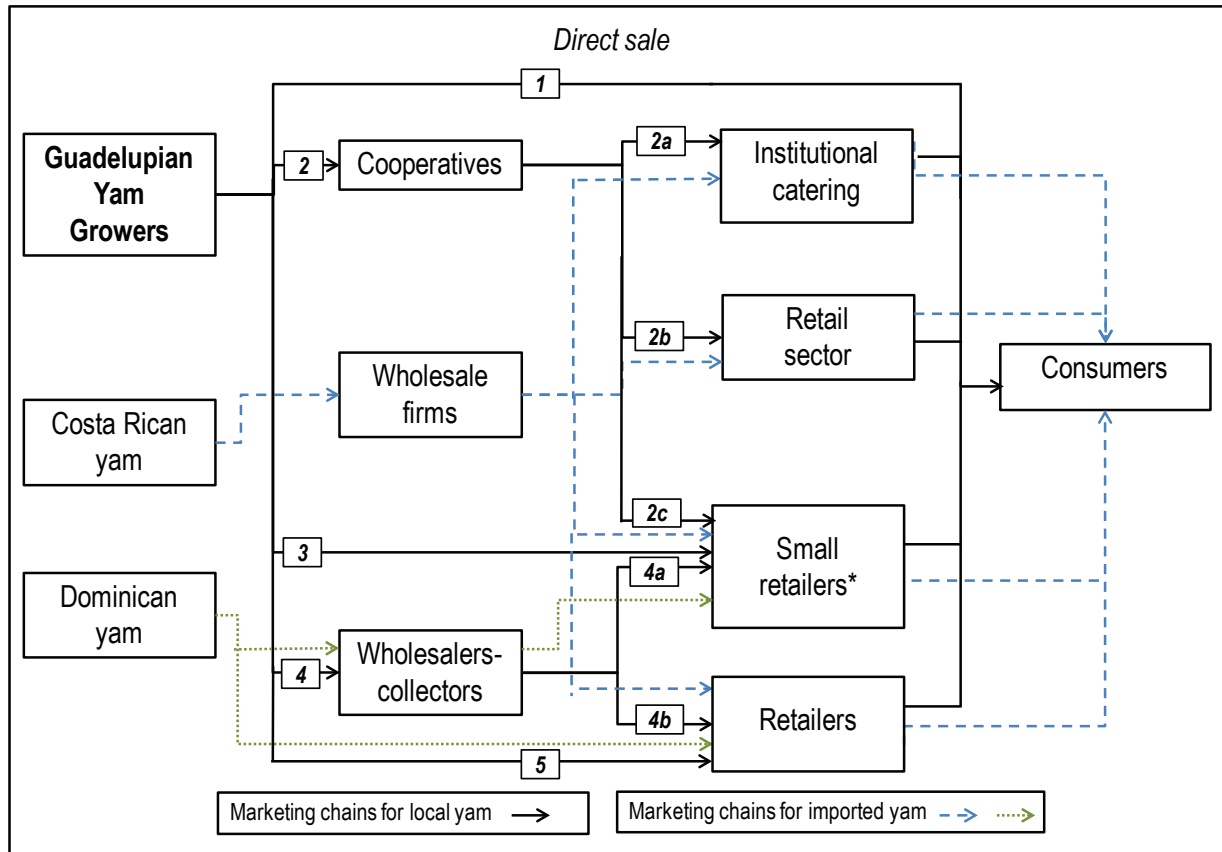 Direct sale
1
Guadelupian
Yam
Growers
2
Cooperatives
2a
Institutional
catering
2b
Retail
sector
Consumers
Wholesale
firms
Costa Rican
yam
2c
3
Small
retailers*
4a
Dominican
yam
4
Wholesalers-
collectors
4b
Retailers
5
Marketing chains for local yam
Marketing chains for imported yam